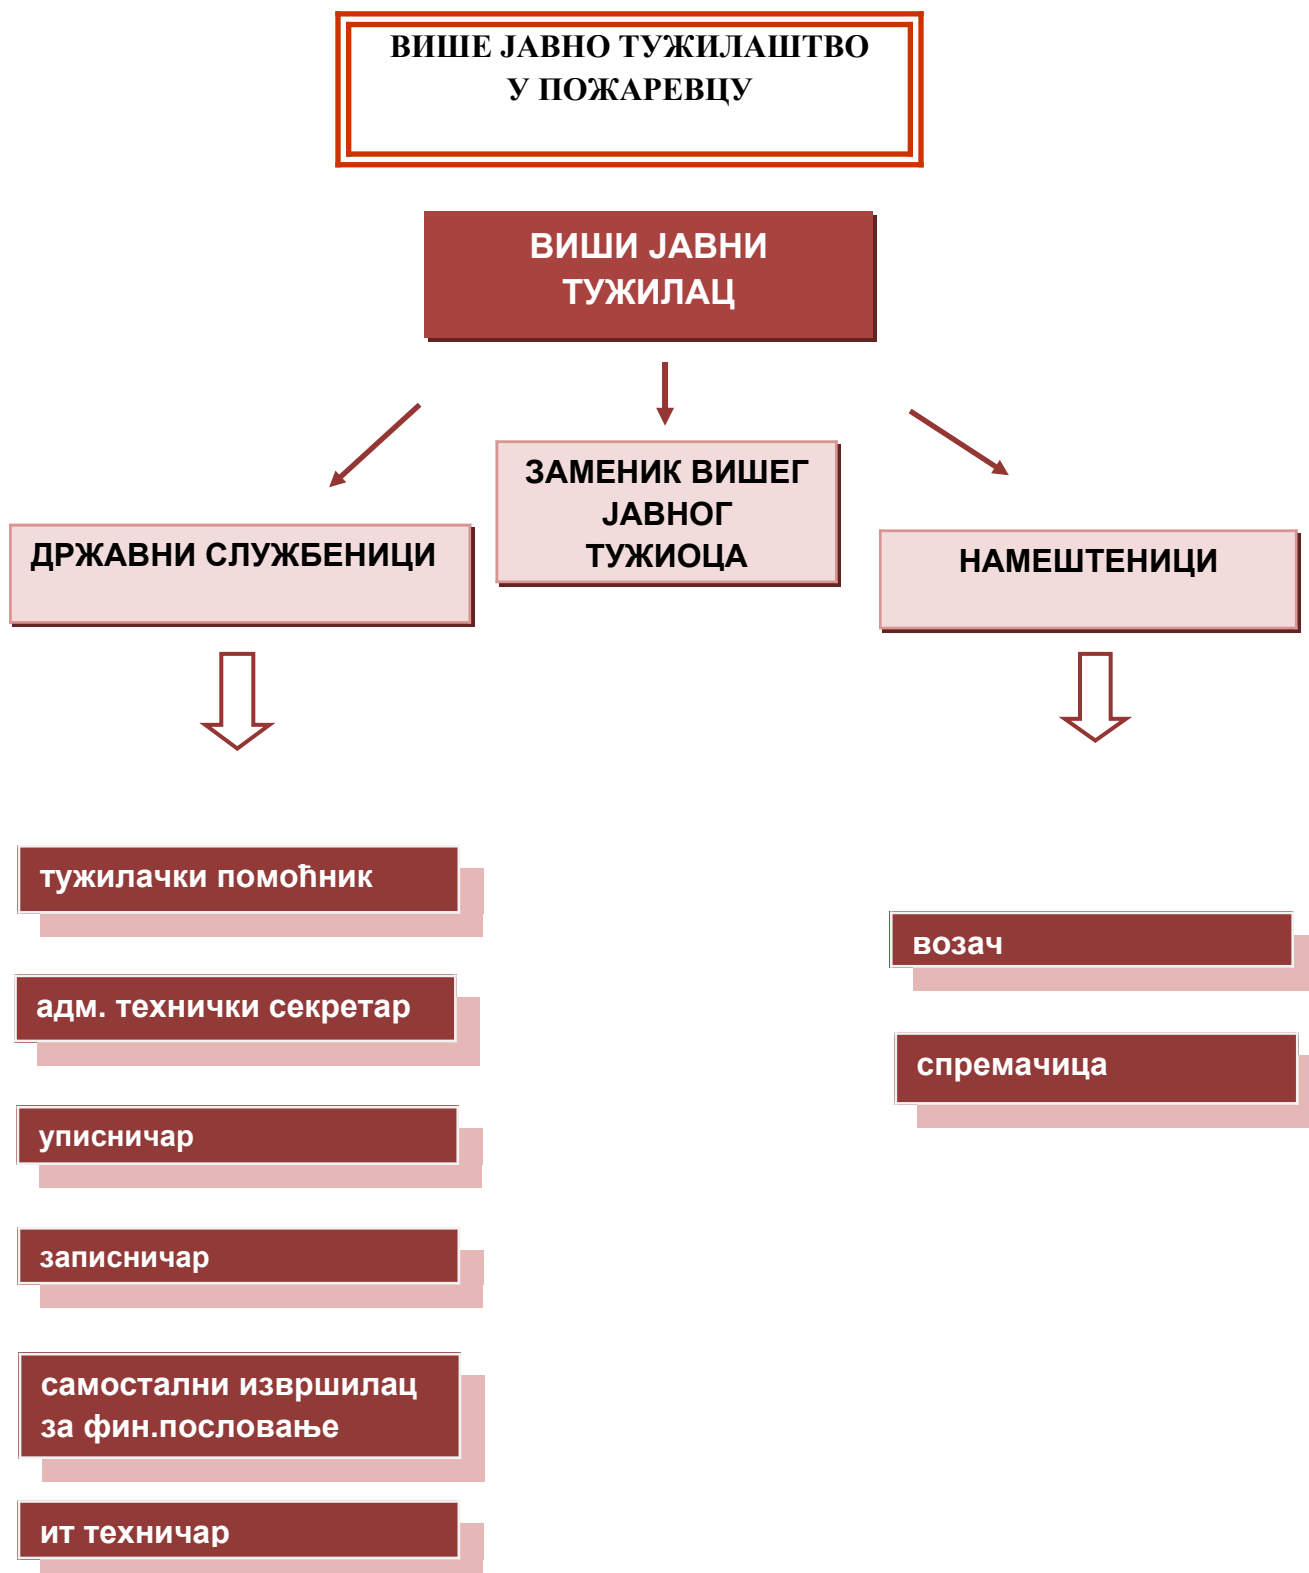 ВИШЕ ЈАВНО ТУЖИЛАШТВО
У ПОЖАРЕВЦУ
ВИШИ ЈАВНИ
ТУЖИЛАЦ
ЗАМЕНИК ВИШЕГ
ЈАВНОГ
ТУЖИОЦА
ДРЖАВНИ СЛУЖБЕНИЦИ
НАМЕШТЕНИЦИ
тужилачки помоћник
адм. технички секретар
уписничар
записничар
самостални извршилац
за фин.пословање
ит техничар
возач
спремачица